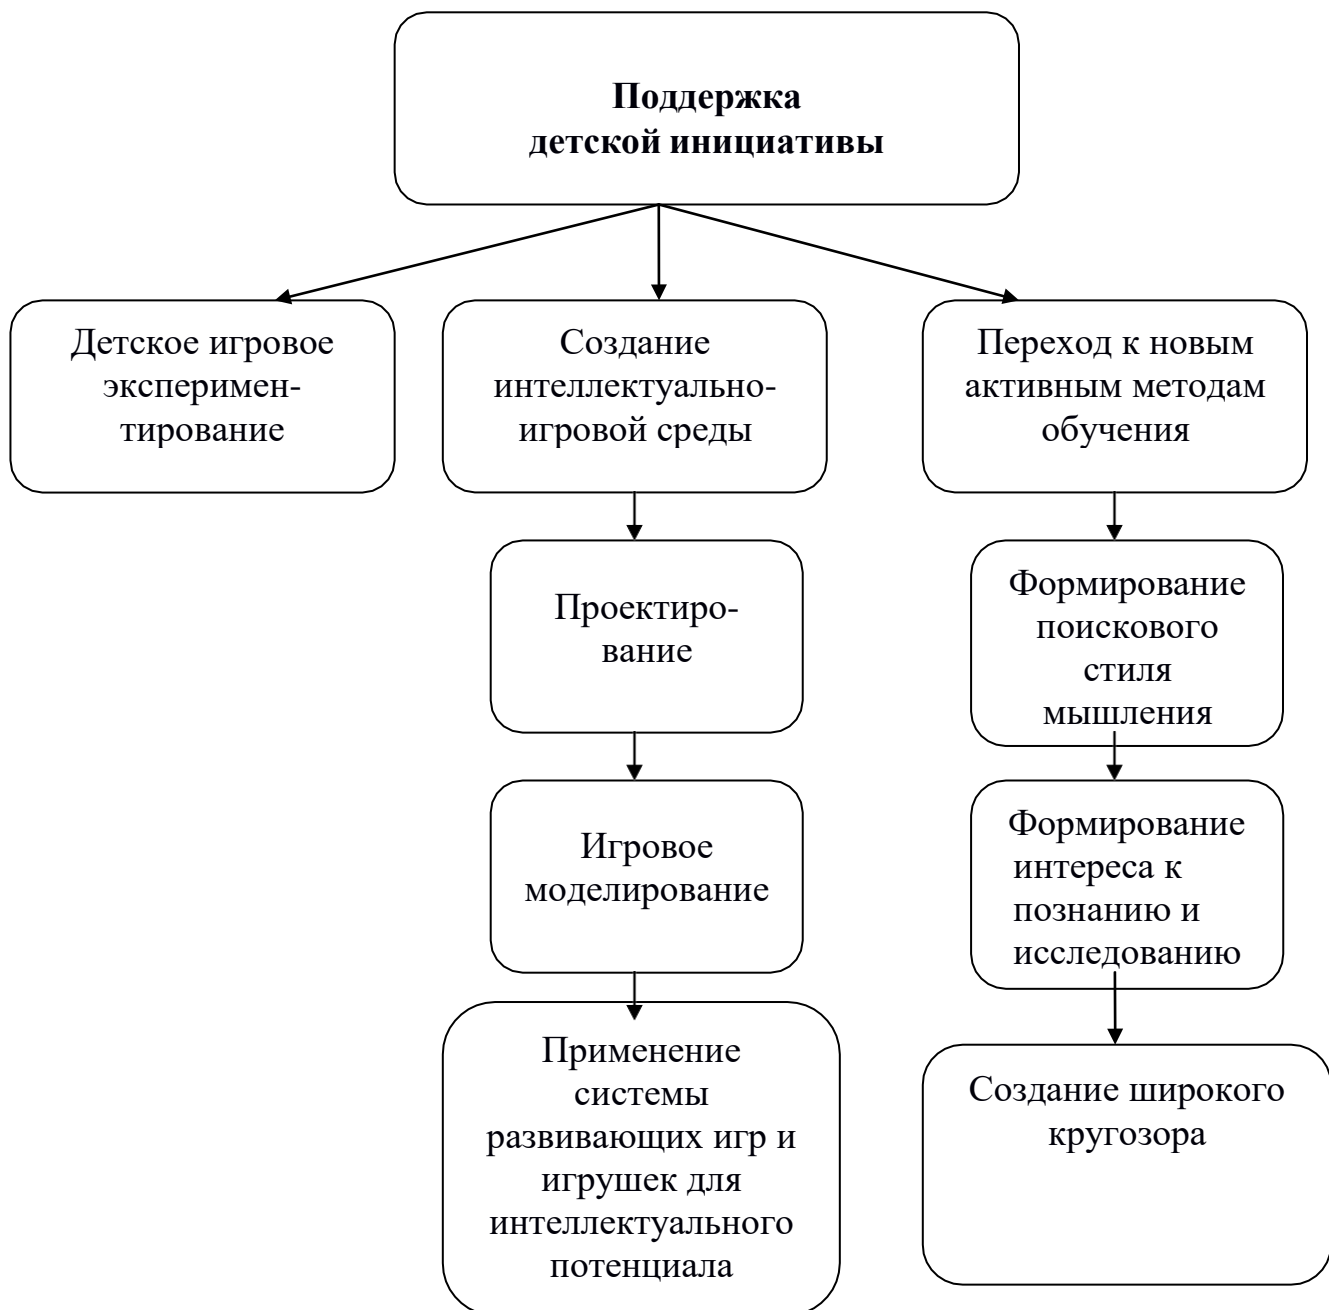 Поддержка
детской инициативы
Детское игровое
эксперимен-
тирование
Создание
интеллектуально-
игровой среды
Переход к новым
активным методам
обучения
Проектиро-
вание
Формирование
поискового
стиля
мышления
Игровое
моделирование
Формирование
интереса к
познанию и
исследованию
Применение
системы
развивающих игр и
игрушек для
интеллектуального
потенциала
Создание широкого
кругозора